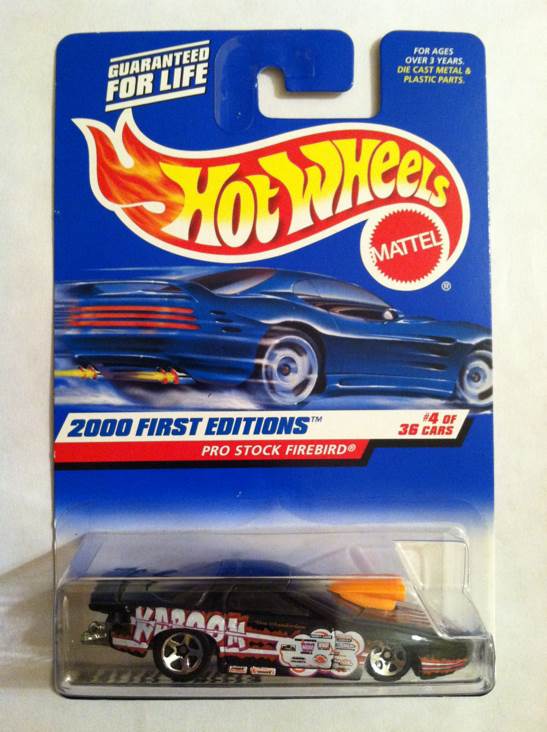 GUARANTEED
FOR LIFE
FOR AGES
OVER 3 YEARS.
DIE CAST METAL &
PLASTIC PARTS.
HOT WHEELS
MATTEL
®
2000 FIRST EDITIONS™
#4 OF
36 CARS
PRO STOCK FIREBIRD®
KABOOM